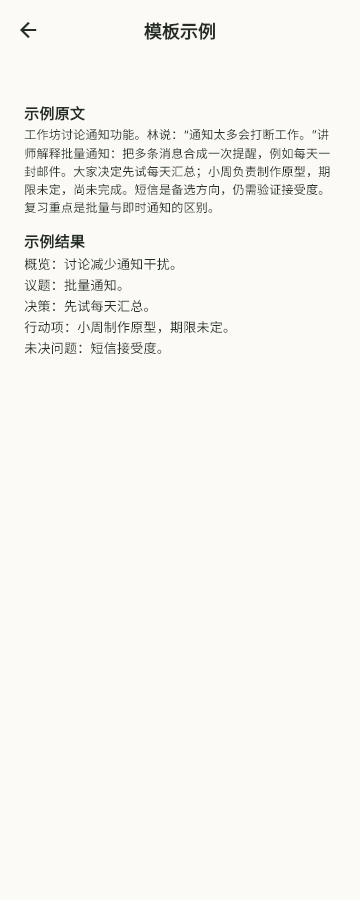 模板示例
示例原文
工作坊讨论通知功能。林说：“通知太多会打断工作。”讲
师解释批量通知：把多条消息合成一次提醒，例如每天一
封邮件。大家决定先试每天汇总；小周负责制作原型，期
限未定，尚未完成。短信是备选方向，仍需验证接受度。
复习重点是批量与即时通知的区别。
示例结果
概览：讨论减少通知干扰。
议题：批量通知。
决策：先试每天汇总。
行动项：小周制作原型，期限未定。
未决问题：短信接受度。